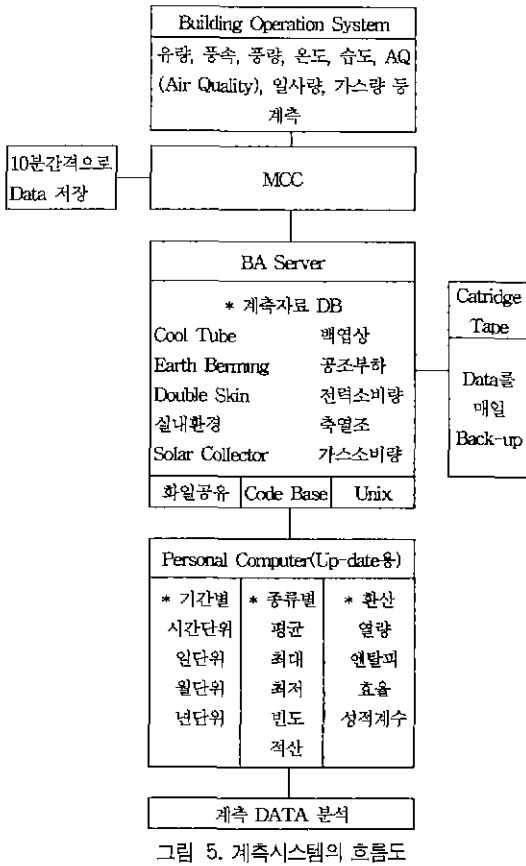 Building Operation System
유량, 풍속, 풍량, 온도, 습도, AQ
(Air Quality), 일사량, 가스량 등
계측
10분간격으로
Data 저장
MCC
BA Server
* 계측자료 DB
Cool Tube 백엽상
Earth Berming 공조부하
Double Skin 전력소비량
실내환경 축열조
Solar Collector 가스소비량
화일공유 Code Base Unix
Catridge
Tape
Data를
매일
Back-up
Personal Computer(Up-date용)
* 기간별 * 종류별 * 환산
시간단위 평균 열량
일단위 최대 엔탈피
월단위 최저 효율
년단위 빈도 성적계수
적산
계측 DATA 분석
그림 5. 계측시스템의 흐름도